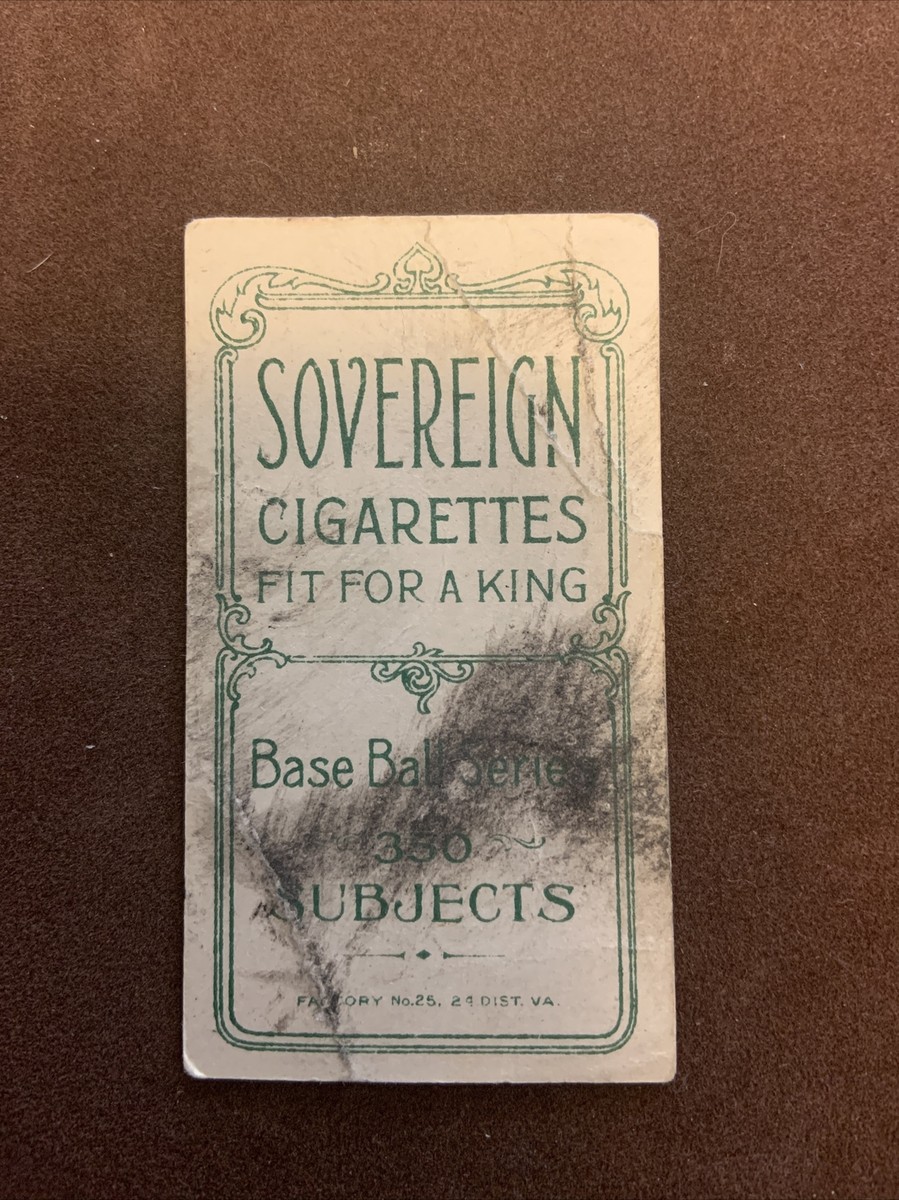 SOVEREIGN
CIGARETTES
FIT FOR A KING
Base Ball Series
350
SUBJECTS
FACTORY No.25, 2d DIST. VA.